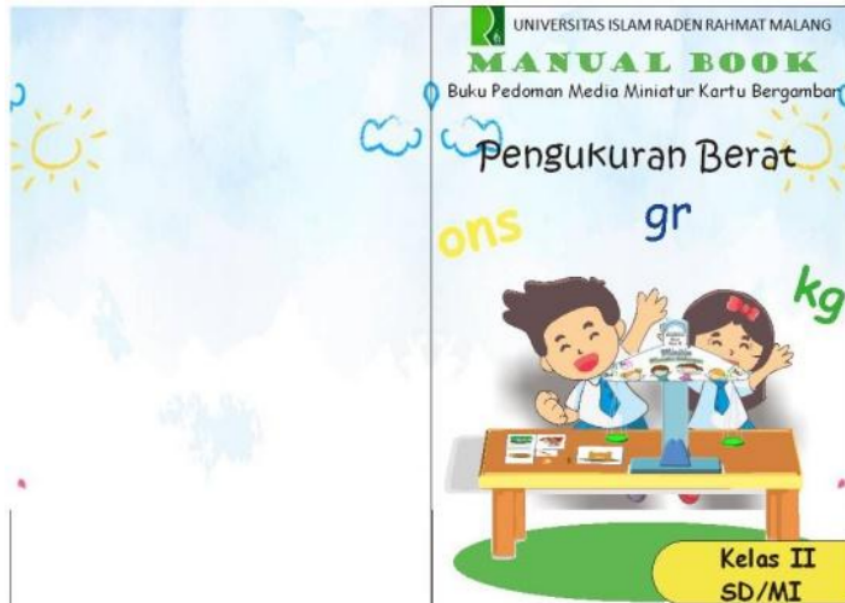 UNIVERSITAS ISLAM RADEN RAHMAT MALANG
MANUAL BOOK
Buku Pedoman Media Miniatur Kartu Bergambar
Pengukuran Berat
ons
gr
kg
Kelas II
SD/MI